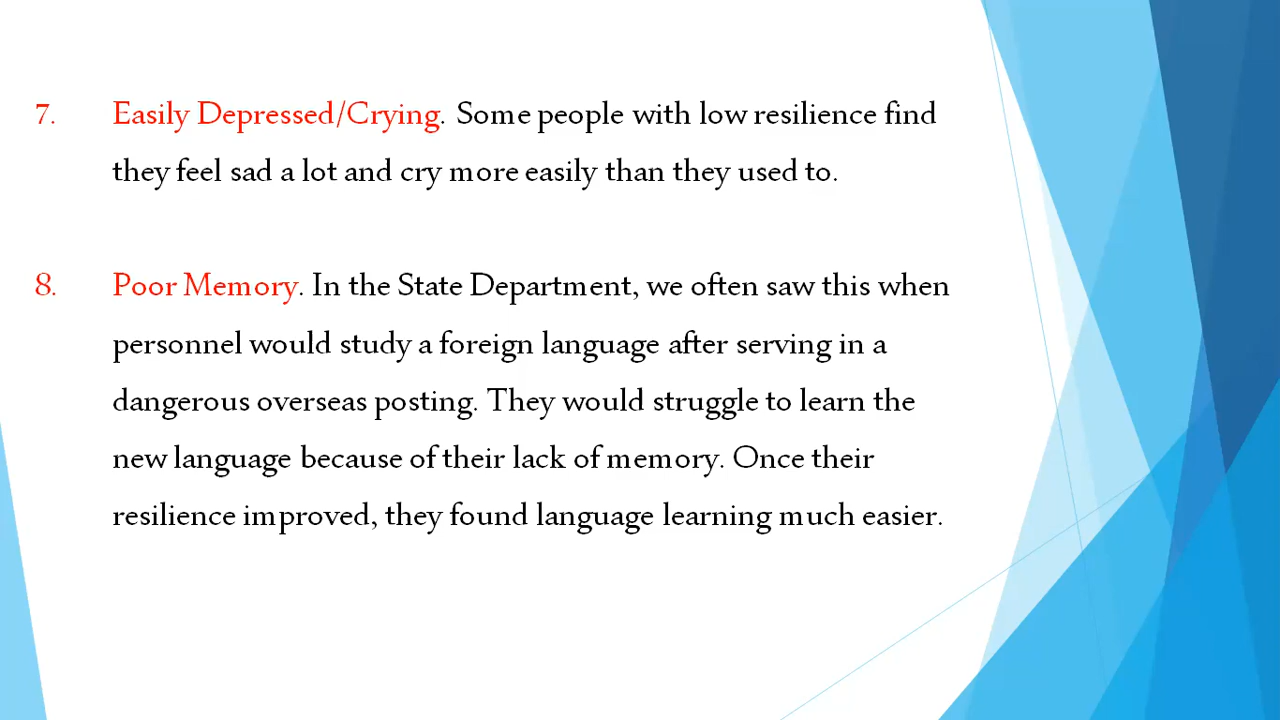 7. Easily Depressed/Crying. Some people with low resilience find
they feel sad a lot and cry more easily than they used to.
8. Poor Memory. In the State Department, we often saw this when
personnel would study a foreign language after serving in a
dangerous overseas posting. They would struggle to learn the
new language because of their lack of memory. Once their
resilience improved, they found language learning much easier.